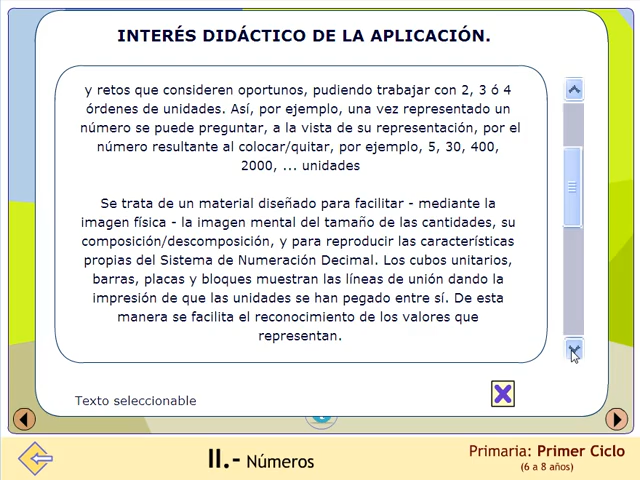 INTERÉS DIDÁCTICO DE LA APLICACIÓN.
y retos que consideren oportunos, pudiendo trabajar con 2, 3 ó 4
órdenes de unidades. Así, por ejemplo, una vez representado un
número se puede preguntar, a la vista de su representación, por el
número resultante al colocar/quitar, por ejemplo, 5, 30, 400,
2000, ... unidades
Se trata de un material diseñado para facilitar - mediante la
imagen física - la imagen mental del tamaño de las cantidades, su
composición/descomposición, y para reproducir las características
propias del Sistema de Numeración Decimal. Los cubos unitarios,
barras, placas y bloques muestran las líneas de unión dando la
impresión de que las unidades se han pegado entre sí. De esta
manera se facilita el reconocimiento de los valores que
representan.
Texto seleccionable
II.- Números
Primaria: Primer Ciclo
(6 a 8 años)